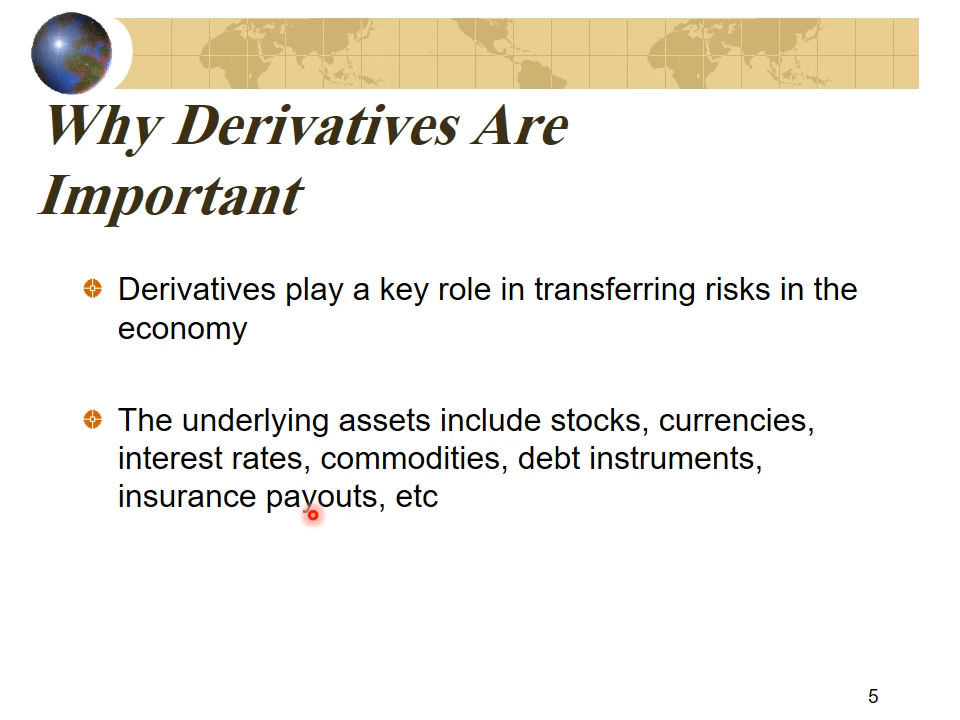 Why Derivatives Are
Important
Derivatives play a key role in transferring risks in the
economy
The underlying assets include stocks, currencies,
interest rates, commodities, debt instruments,
insurance payouts, etc
5